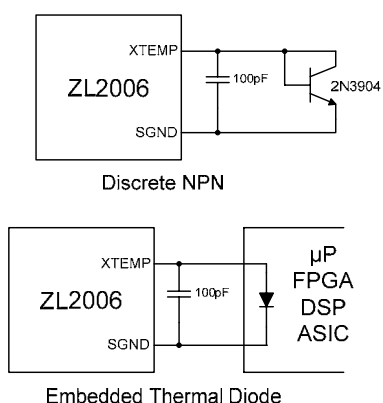 XTEMP
ZL2006
100pF
2N3904
SGND
Discrete NPN
XTEMP
ZL2006
100pF
SGND
µP
FPGA
DSP
ASIC
Embedded Thermal Diode